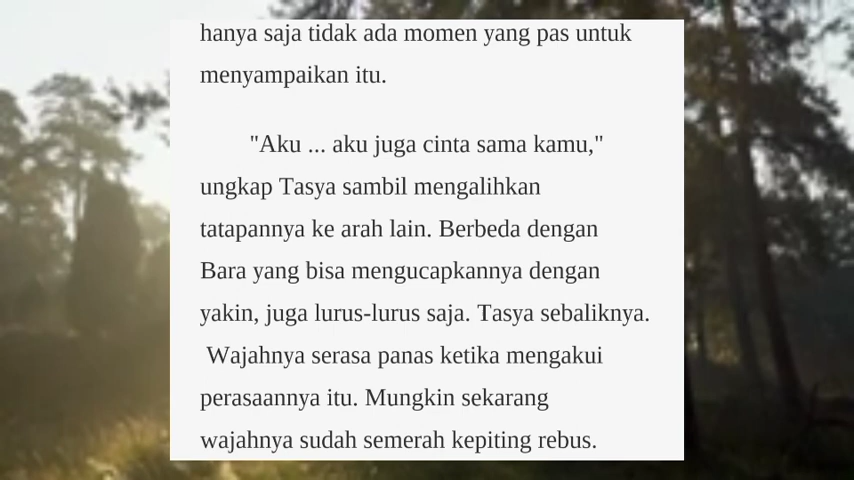 hanya saja tidak ada momen yang pas untuk
menyampaikan itu.
"Aku ... aku juga cinta sama kamu,"
ungkap Tasya sambil mengalihkan
tatapannya ke arah lain. Berbeda dengan
Bara yang bisa mengucapkannya dengan
yakin, juga lurus-lurus saja. Tasya sebaliknya.
Wajahnya serasa panas ketika mengakui
perasaannya itu. Mungkin sekarang
wajahnya sudah semerah kepiting rebus.